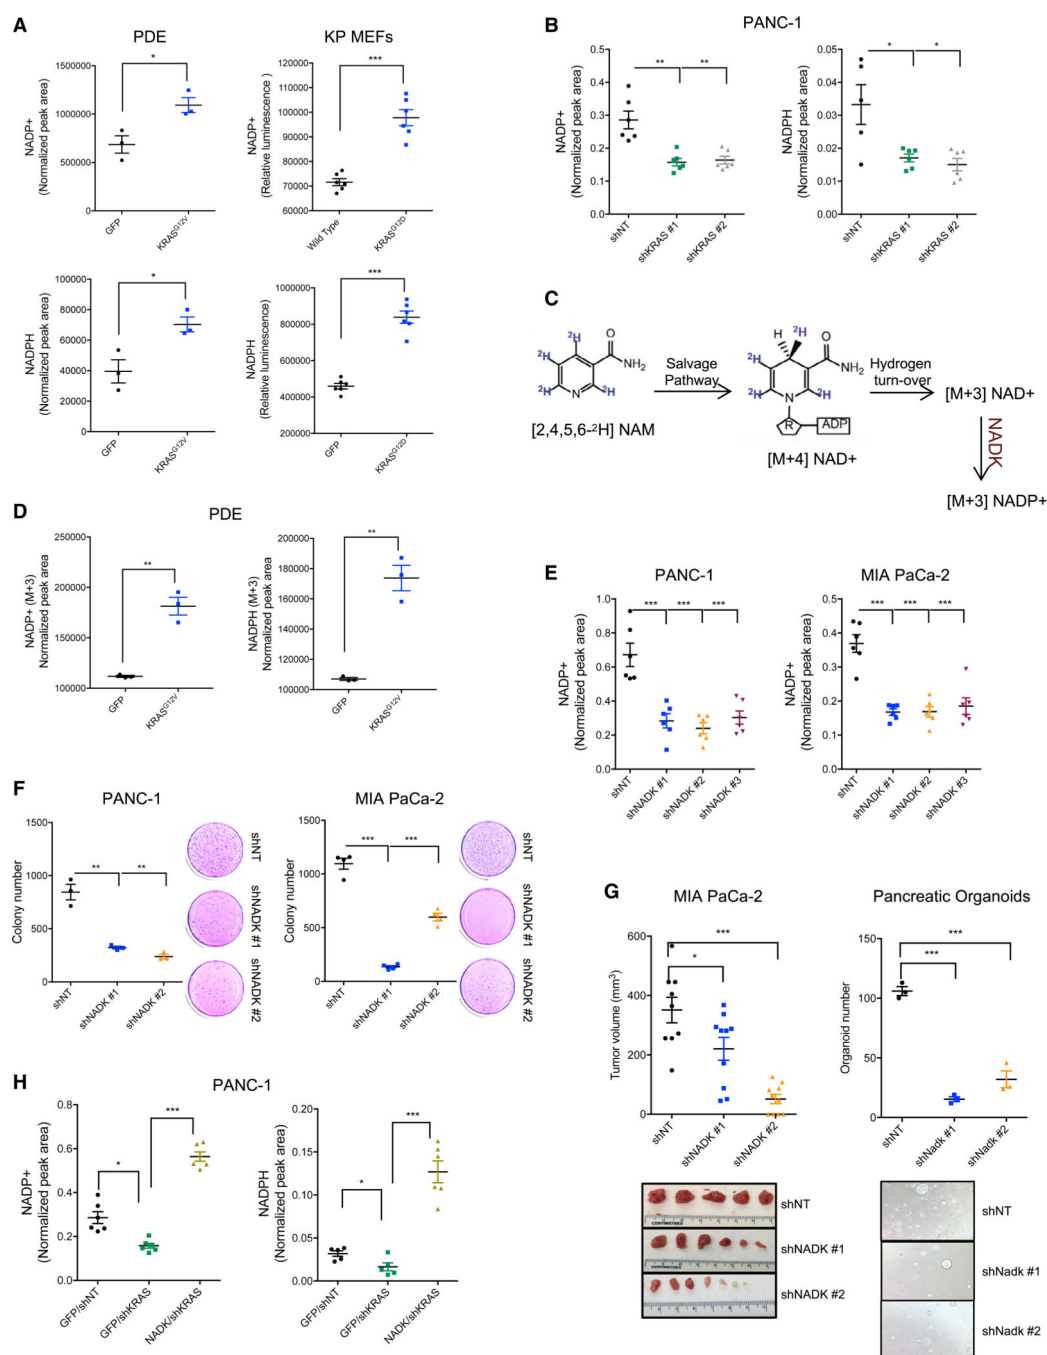 A
PDE
KP MEFs
NADP+
(Normalized peak area)
1500000
1000000
500000
0
*
GFP
KRASG12V
NADP+
(Relative luminescence )
120000
110000
100000
90000
80000
70000
60000
***
Wild Type
KRASG12D
NADPH
(Normalized peak area)
100000
80000
60000
40000
20000
0
*
GFP
KRASG12V
NADPH
(Relative luminescence)
1000000
800000
600000
400000
200000
***
GFP
KRASG12D
B
PANC-1
NADP+
(Normalized peak area)
0.5
0.4
0.3
0.2
0.1
0.0
**
**
shNT
shKRAS #1
shKRAS #2
NADPH
(Normalized peak area)
0.05
0.04
0.03
0.02
0.01
0.00
*
*
shNT
shKRAS #1
shKRAS #2
C
2H
2H
2H
2H
N
O
NH2
[2,4,5,6-2H] NAM
Salvage
Pathway
H
2H
2H
2H
2H
O
NH2
N
R
ADP
[M+4] NAD+
Hydrogen
turn-over
[M+3] NAD+
NADK
[M+3] NADP+
D
PDE
NADP+ (M+3)
Normalized peak area
250000
200000
150000
100000
**
GFP
KRASG12V
NADPH (M+3)
Normalized peak area
200000
180000
160000
140000
120000
100000
**
GFP
KRASG12V
E
PANC-1
MIA PaCa-2
NADP+
(Normalized peak area)
1.0
0.8
0.6
0.4
0.2
0.0
***
***
***
shNT
shNADK #1
shNADK #2
shNADK #3
NADP+
(Normalized peak area)
0.5
0.4
0.3
0.2
0.1
0.0
***
***
***
shNT
shNADK #1
shNADK #2
shNADK #3
F
PANC-1
MIA PaCa-2
Colony number
1500
1000
500
0
**
**
shNT
shNADK #1
shNADK #2
shNT
shNADK #1
shNADK #2
Colony number
1500
1000
500
0
***
***
shNT
shNADK #1
shNADK #2
shNT
shNADK #1
shNADK #2
G
MIA PaCa-2
Pancreatic Organoids
Tumor volume (mm3)
600
400
200
0
*
***
shNT
shNADK #1
shNADK #2
Organoid number
150
100
50
0
***
***
shNT
shNadk #1
shNadk #2
shNT
shNADK #1
shNADK #2
shNT
shNadk #1
shNadk #2
H
PANC-1
NADP+
(Normalized peak area)
0.8
0.6
0.4
0.2
0.0
*
***
GFP/shNT
GFP/shKRAS
NADK/shKRAS
NADPH
(Normalized peak area)
0.20
0.15
0.10
0.05
0.00
*
***
GFP/shNT
GFP/shKRAS
NADK/shKRAS